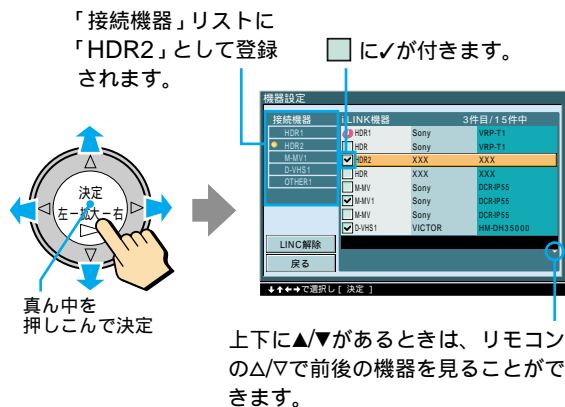 「接続機器」リストに
「HDR2」として登録
されます。
□ に✓が付きます。
機器設定
接続機器
HDR1
HDR2
M-MV1
D-VHS1
OTHER1
LINC解除
戻る
i.LINK機器 3件目/15件中
HDR1 Sony VRP-T1
HDR Sony VRP-T1
HDR2 XXX XXX
HDR XXX XXX
M-MV Sony DCR-IP55
M-MV1 Sony DCR-IP55
M-MV Sony DCR-IP55
D-VHS1 VICTOR HM-DH35000
↓↑←→で選択し [ 決定 ]
決定
左−拡大−右
真ん中を
押しこんで決定
上下に▲/▼があるときは、リモコン
の△/▽で前後の機器を見ることがで
きます。